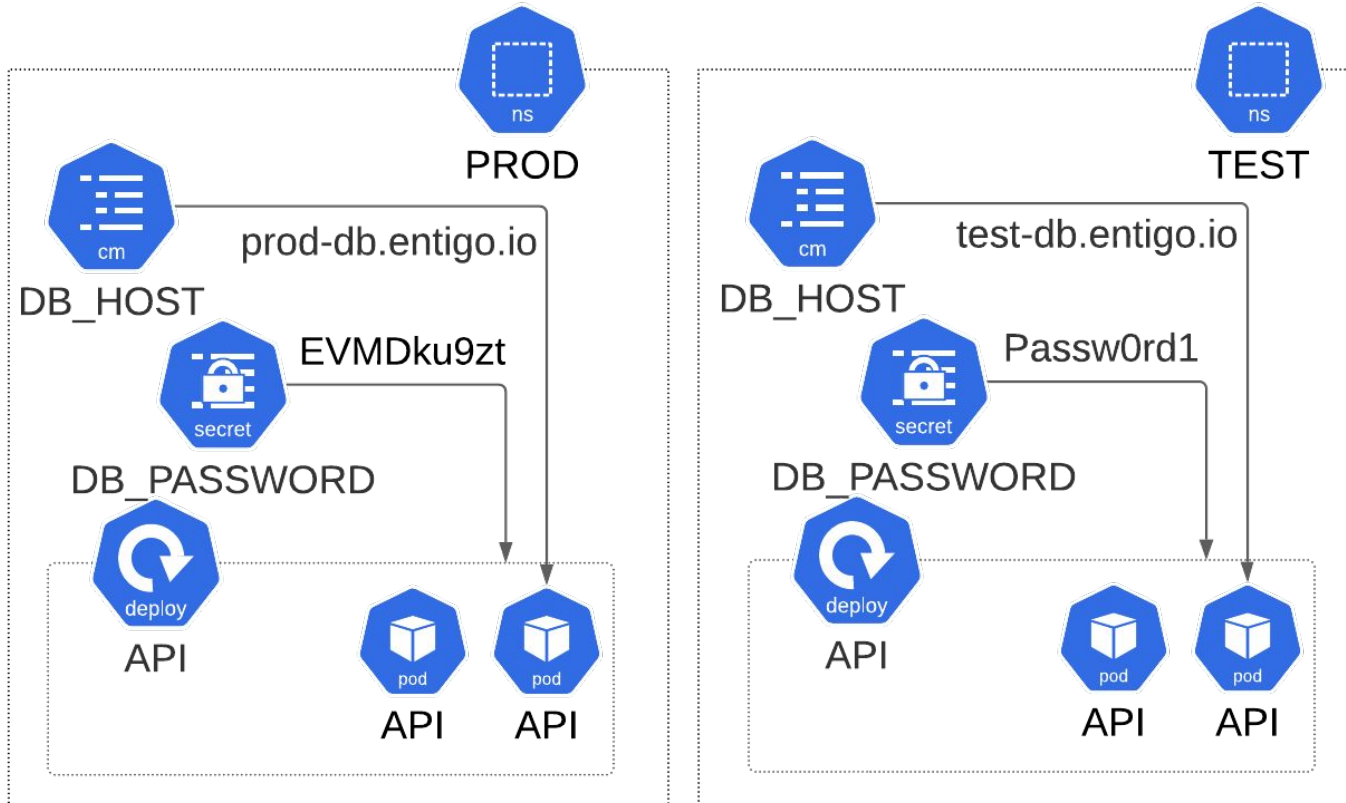 ns
PROD
cm
prod-db.entigo.io
DB_HOST
EVMDku9zt
secret
DB_PASSWORD
deploy
API
pod
API
pod
API
ns
TEST
cm
test-db.entigo.io
DB_HOST
Passw0rd1
secret
DB_PASSWORD
deploy
API
pod
API
pod
API